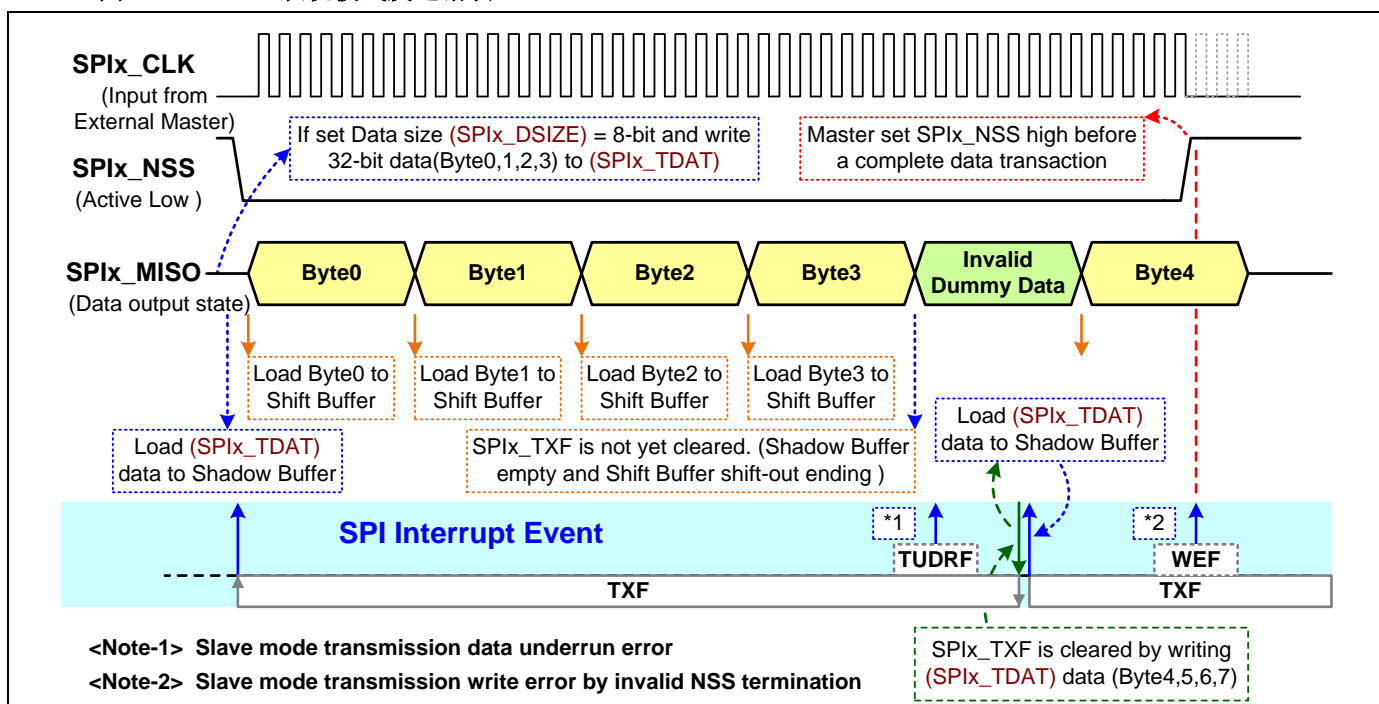 SPIx_CLK
(Input from
External Master)
SPIx_NSS
(Active Low )
If set Data size (SPIx_DSIZE) = 8-bit and write
32-bit data(Byte0,1,2,3) to (SPIx_TDAT)
Master set SPIx_NSS high before
a complete data transaction
SPIx_MISO
(Data output state)
Byte0
Byte1
Byte2
Byte3
Invalid
Dummy Data
Byte4
Load Byte0 to
Shift Buffer
Load Byte1 to
Shift Buffer
Load Byte2 to
Shift Buffer
Load Byte3 to
Shift Buffer
Load (SPIx_TDAT)
data to Shadow Buffer
SPIx_TXF is not yet cleared. (Shadow Buffer
empty and Shift Buffer shift-out ending )
Load (SPIx_TDAT)
data to Shadow Buffer
SPI Interrupt Event
*1
TUDRF
*2
WEF
TXF
TXF
<Note-1> Slave mode transmission data underrun error
<Note-2> Slave mode transmission write error by invalid NSS termination
SPIx_TXF is cleared by writing
(SPIx_TDAT) data (Byte4,5,6,7)